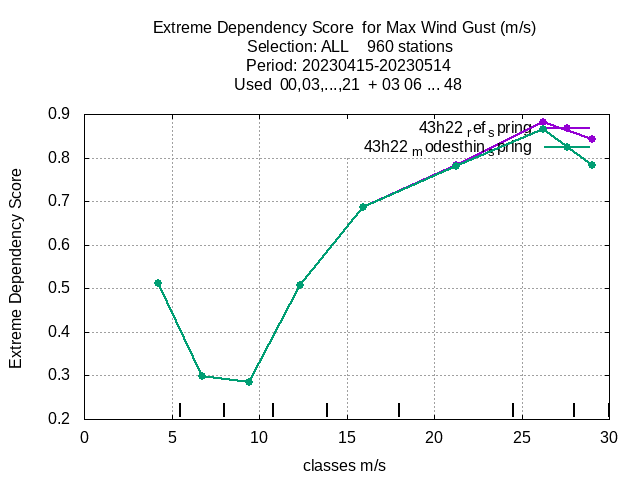 Extreme Dependency Score  for Max Wind Gust (m/s)
Selection: ALL    960 stations
Period: 20230415-20230514
Used  00,03,...,21  + 03 06 ... 48
43h22 ref spring
43h22 modesthin spring
Extreme Dependency Score
0.9
0.8
0.7
0.6
0.5
0.4
0.3
0.2
0 5 10 15 20 25 30
classes m/s